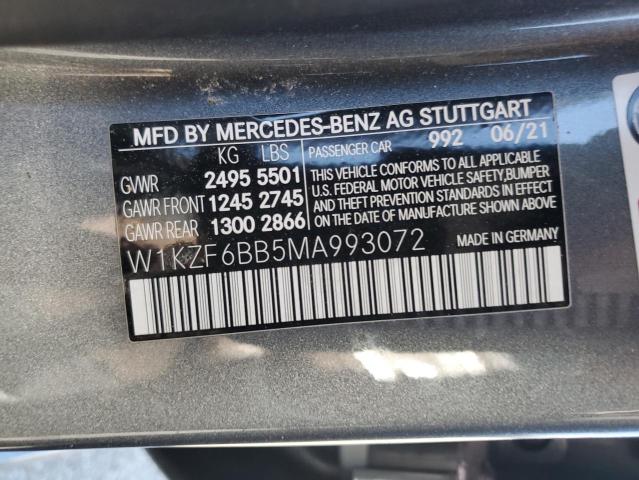 MFD BY MERCEDES-BENZ AG STUTTGART
KG LBS PASSENGER CAR 992 06/21
GVWR 2495 5501
GAWR FRONT 1245 2745
GAWR REAR 1300 2866
THIS VEHICLE CONFORMS TO ALL APPLICABLE
U.S. FEDERAL MOTOR VEHICLE SAFETY,BUMPER
AND THEFT PREVENTION STANDARDS IN EFFECT
ON THE DATE OF MANUFACTURE SHOWN ABOVE.
W1KZF6BB5MA993072 MADE IN GERMANY